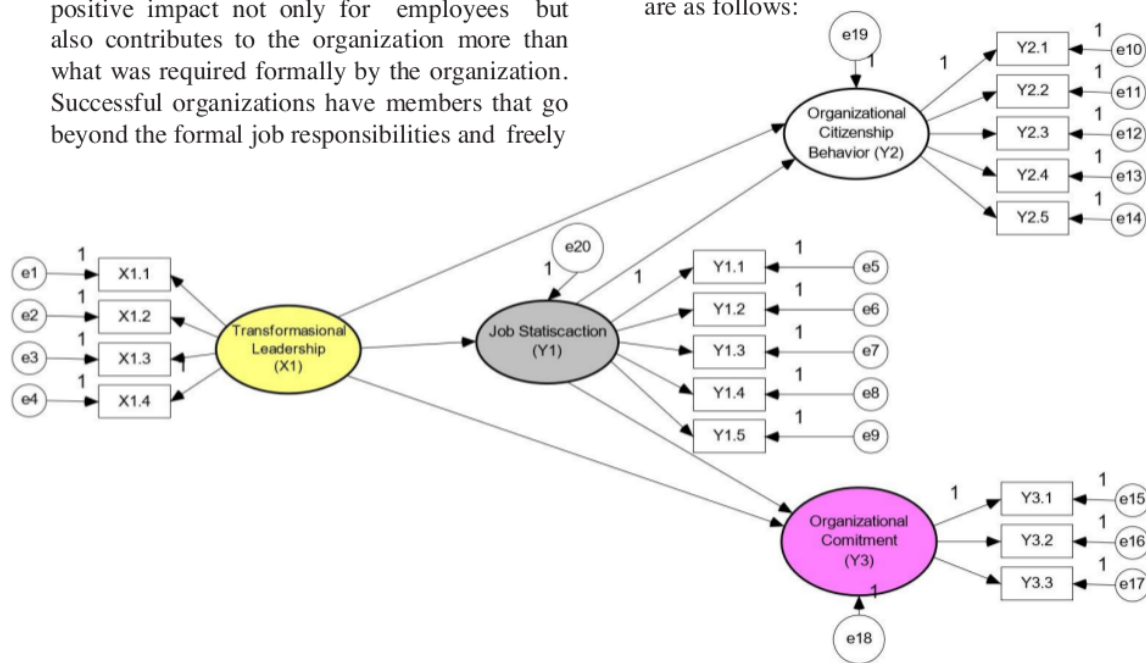 positive impact not only for employees but
also contributes to the organization more than
what was required formally by the organization.
Successful organizations have members that go
beyond the formal job responsibilities and freely
are as follows:
e19
1
Organizational
Citizenship
Behavior (Y2)
1
Y2.1
1
e10
Y2.2
1
e11
Y2.3
1
e12
Y2.4
1
e13
Y2.5
1
e14
e20
1
e1
1
X1.1
e2
1
X1.2
e3
1
X1.3
e4
1
X1.4
1
Transformasional
Leadership
(X1)
Job Statiscaction
(Y1)
1
Y1.1
1
e5
Y1.2
1
e6
Y1.3
1
e7
Y1.4
1
e8
Y1.5
1
e9
Organizational
Comitment
(Y3)
1
1
Y3.1
1
e15
Y3.2
1
e16
Y3.3
1
e17
e18